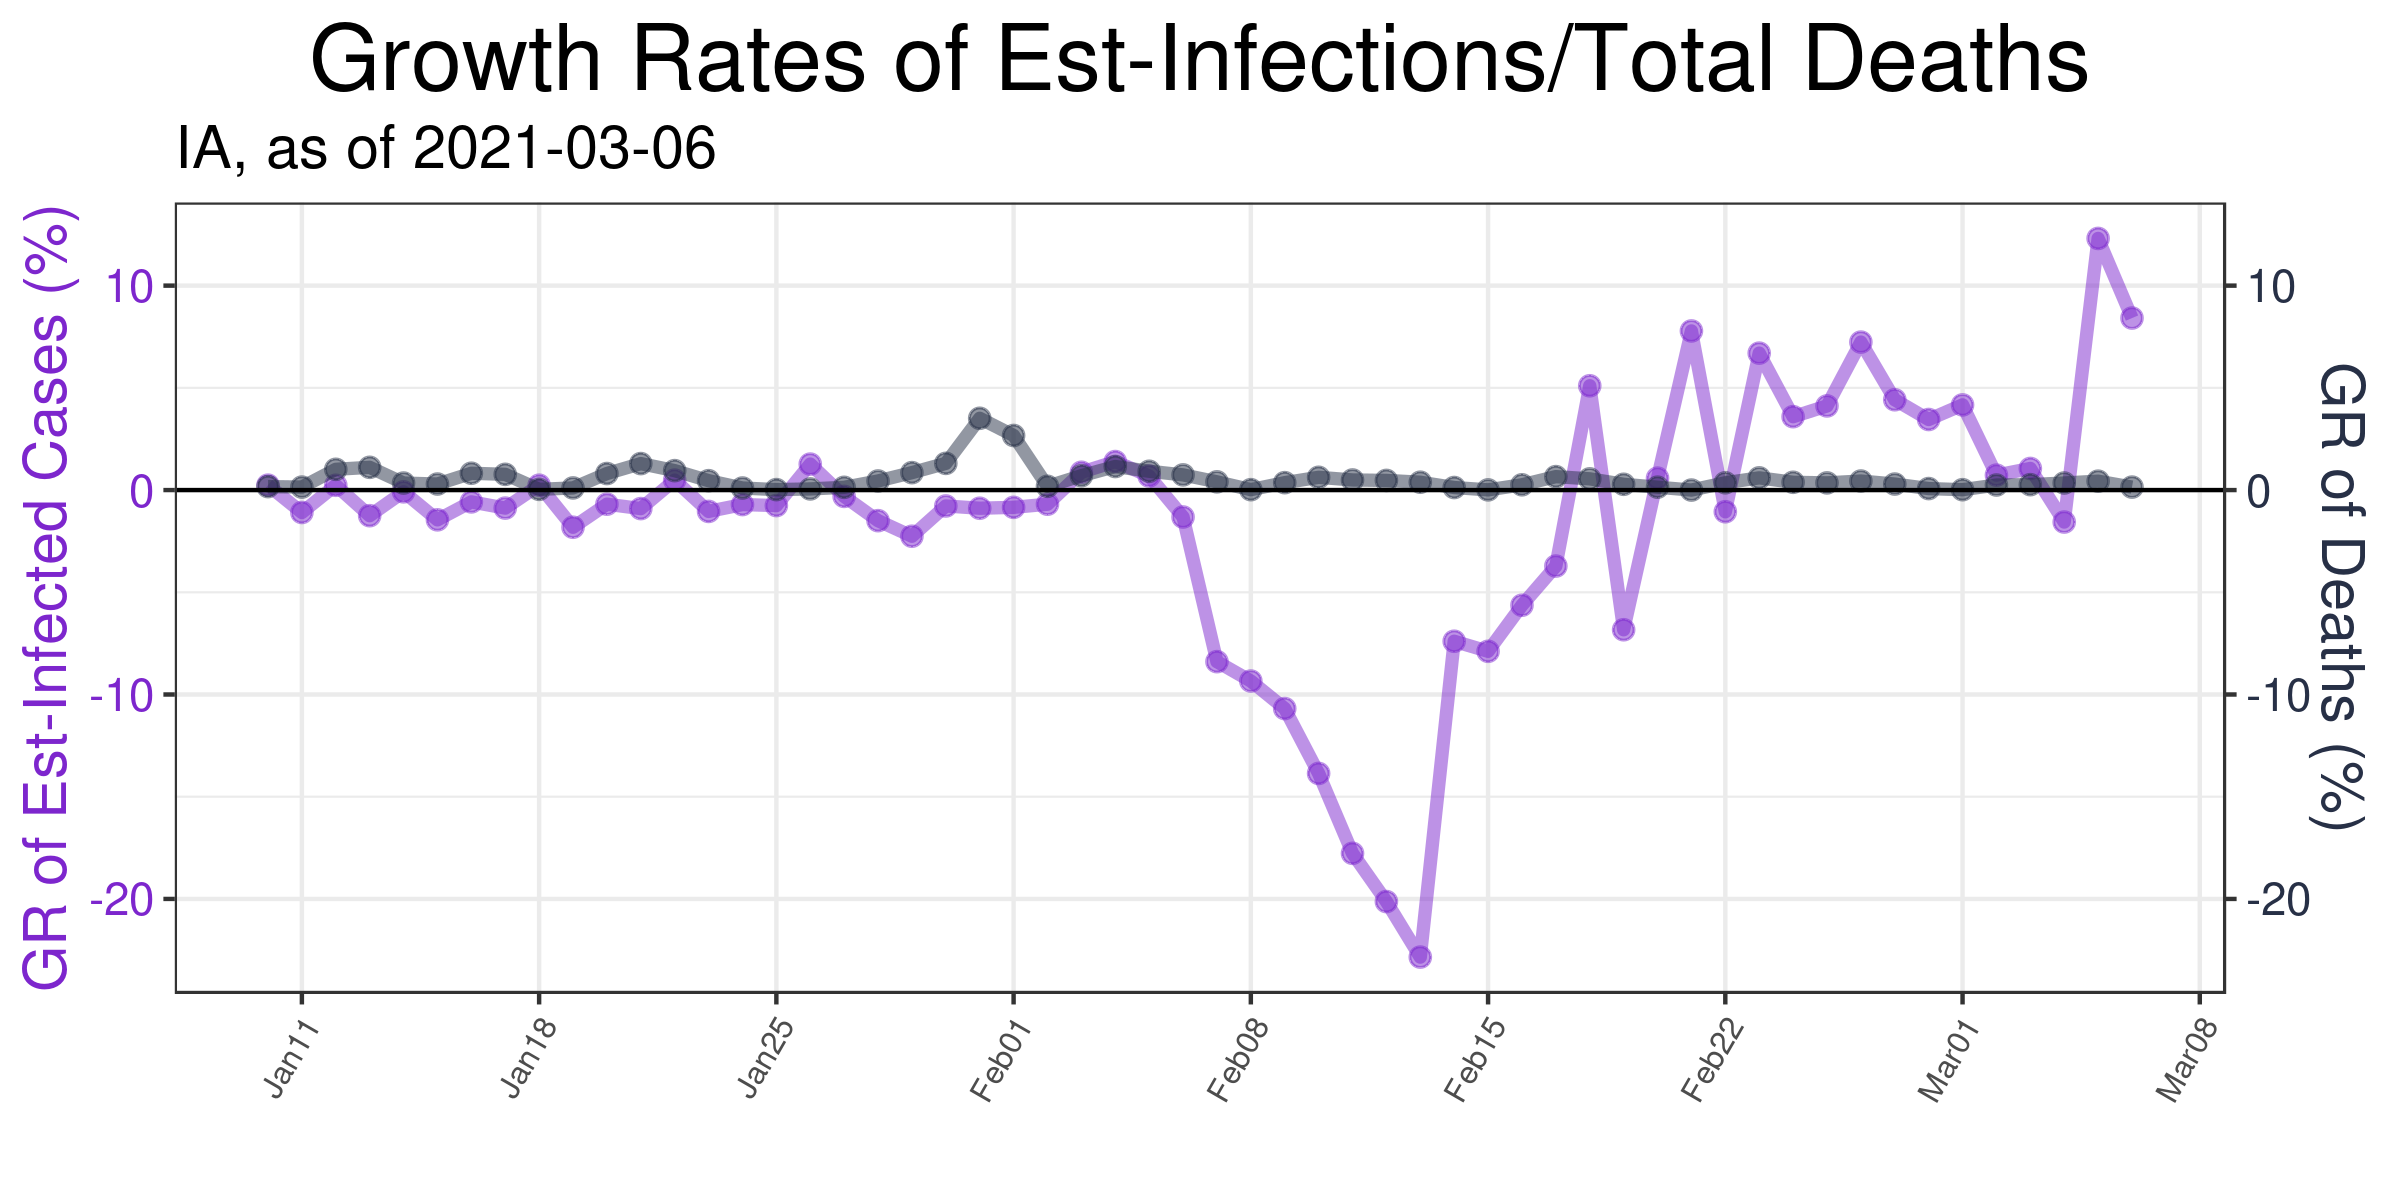 Growth Rates of Est-Infections/Total Deaths
IA, as of 2021-03-06
GR of Est-Infected Cases (%)
10
0
-10
-20
10
0
-10
-20
GR of Deaths (%)
Jan11
Jan18
Jan25
Feb01
Feb08
Feb15
Feb22
Mar01
Mar08